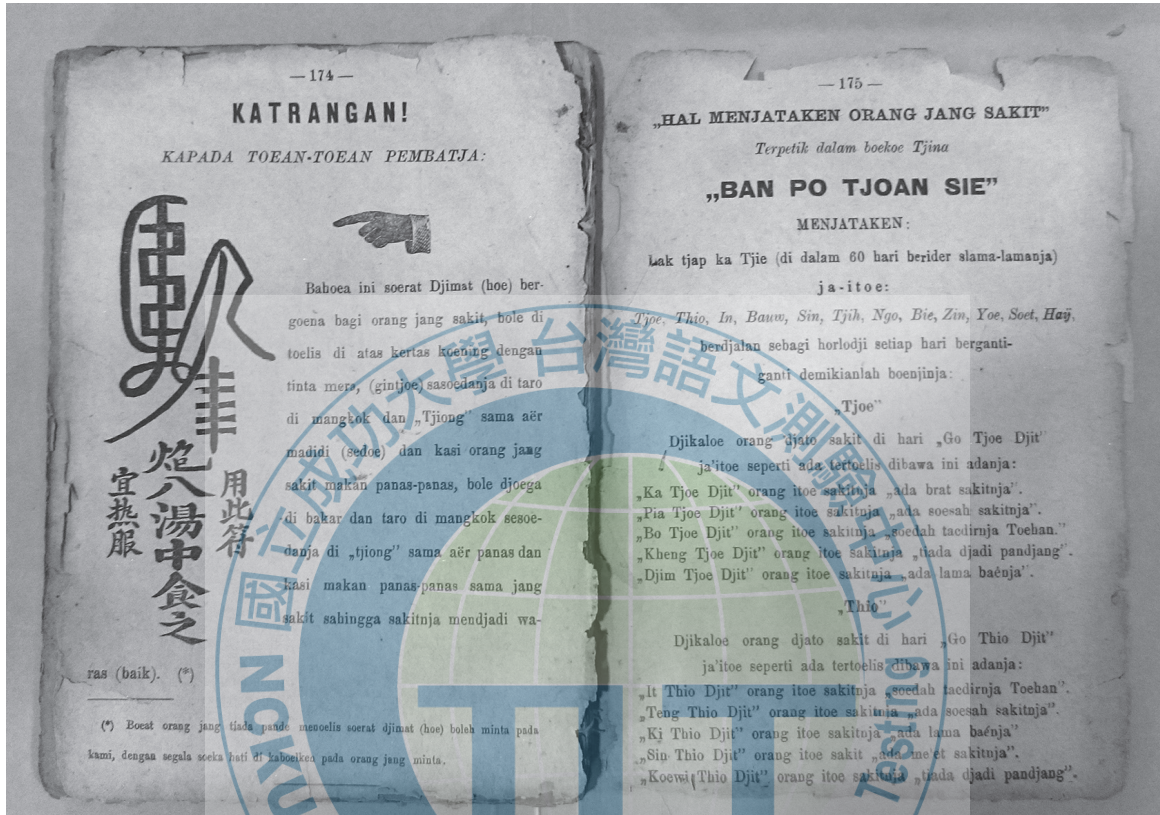 — 174 —
KATRANGAN!
KAPADA TOEAN-TOEAN PEMBATJA:
Bahoea ini soerat Djimat (hoe) ber-
goena bagi orang jang sakit, bole di
toelis di atas kertas koening dengan
tinta mera, (gintjoe) sasoedanja di taro
di mangkok dan „Tjiong” sama aër
madidi (sedoe) dan kasi orang jang
sakit makan panas-panas, bole djoega
di bakar dan taro di mangkok sesoe-
danja di „tjiong” sama aër panas dan
kasi makan panas-panas sama jang
sakit sahingga sakitnja mendjadi wa-
ras (baik). (*)
用此符
焰八湯中食之
宜热服
(*) Boeat orang jang tiada pande menoelis soerat djimat (hoe) boleh minta pada
kami, dengan segala soeka hati di kaboelken pada orang jang minta.
— 175 —
„HAL MENJATAKEN ORANG JANG SAKIT”
Terpetik dalam boekoe Tjina
„BAN PO TJOAN SIE”
MENJATAKEN:
Lak tjap ka Tjie (di dalam 60 hari berider slama-lamanja)
ja-itoe:
Tjoe, Thio, In, Bauw, Sin, Tjih, Ngo, Bie, Zin, Yoe, Soet, Haij,
berdjalan sebagi horlodji setiap hari berganti-
ganti demikianlah boenjinja:
„Tjoe”
Djikaloe orang djato sakit di hari „Go Tjoe Djit”
ja'itoe seperti ada tertoelis dibawa ini adanja:
„Ka Tjoe Djit” orang itoe sakitnja „ada brat sakitnja”.
„Pia Tjoe Djit” orang itoe sakitnja „ada soesah sakitnja”.
„Bo Tjoe Djit” orang itoe sakitnja „soedah tacdirnja Toehan.”
„Kheng Tjoe Djit” orang itoe sakitnja „tiada djadi pandjang”.
„Djim Tjoe Djit” orang itoe sakitnja „ada lama baénja”.
„Thio”
Djikaloe orang djato sakit di hari „Go Thio Djit”
ja'itoe seperti ada tertoelis dibawa ini adanja:
„It Thio Djit” orang itoe sakitnja „soedah tacdirnja Toehan”.
„Teng Thio Djit” orang itoe sakitnja „ada soesah sakitnja”.
„Ki Thio Djit” orang itoe sakitnja „ada lama baénja”
„Sin Thio Djit” orang itoe sakit „ada me'et sakitnja”.
„Koewi Thio Djit” orang itoe sakitnja „tiada djadi pandjang”.
國立成功大學 台灣語文測驗中心
Testing